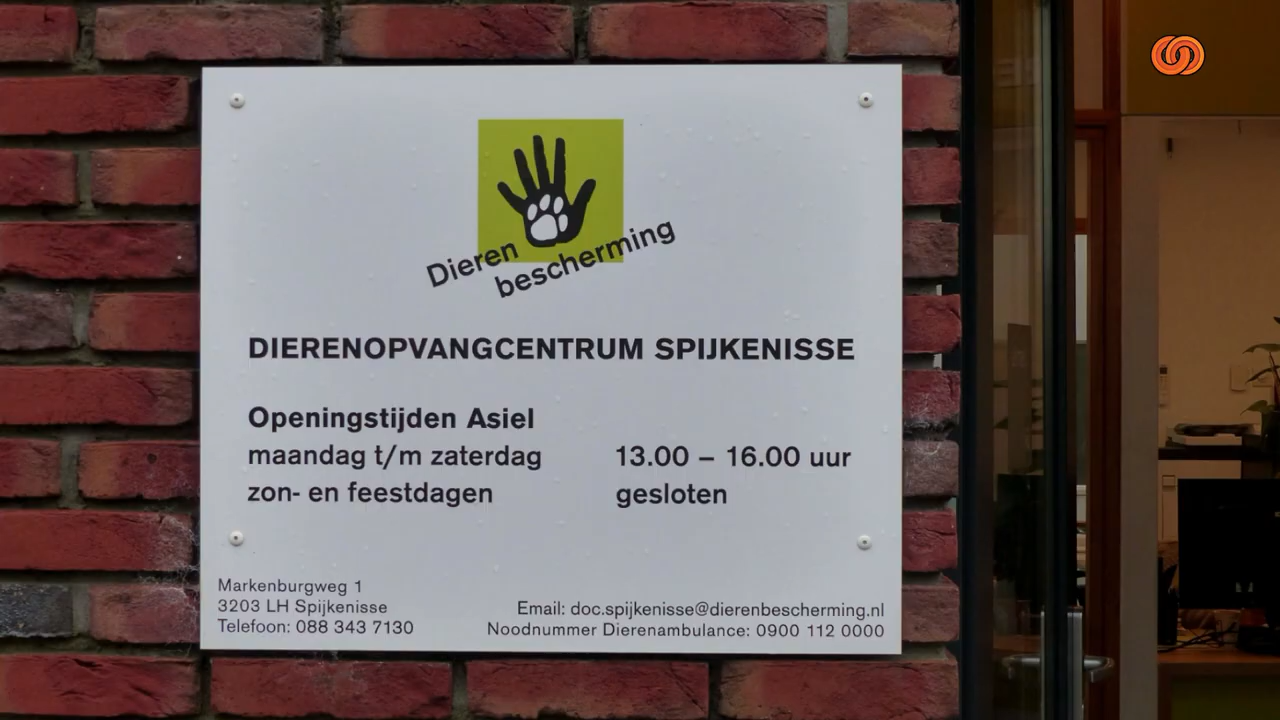 Dieren
bescherming
DIERENOPVANGCENTRUM SPIJKENISSE
Openingstijden Asiel
maandag t/m zaterdag 13.00 – 16.00 uur
zon- en feestdagen gesloten
Markenburgweg 1
3203 LH Spijkenisse
Telefoon: 088 343 7130
Email: doc.spijkenisse@dierenbescherming.nl
Noodnummer Dierenambulance: 0900 112 0000